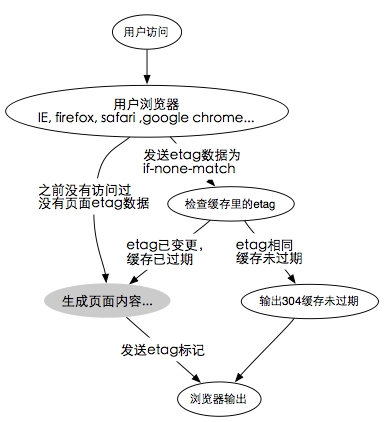 用户访问
用户浏览器
IE, firefox, safari ,google chrome...
发送etag数据为
if-none-match
之前没有访问过
没有页面etag数据
检查缓存里的etag
etag已变更,
缓存已过期
etag相同
缓存未过期
生成页面内容...
输出304缓存未过期
发送etag标记
浏览器输出